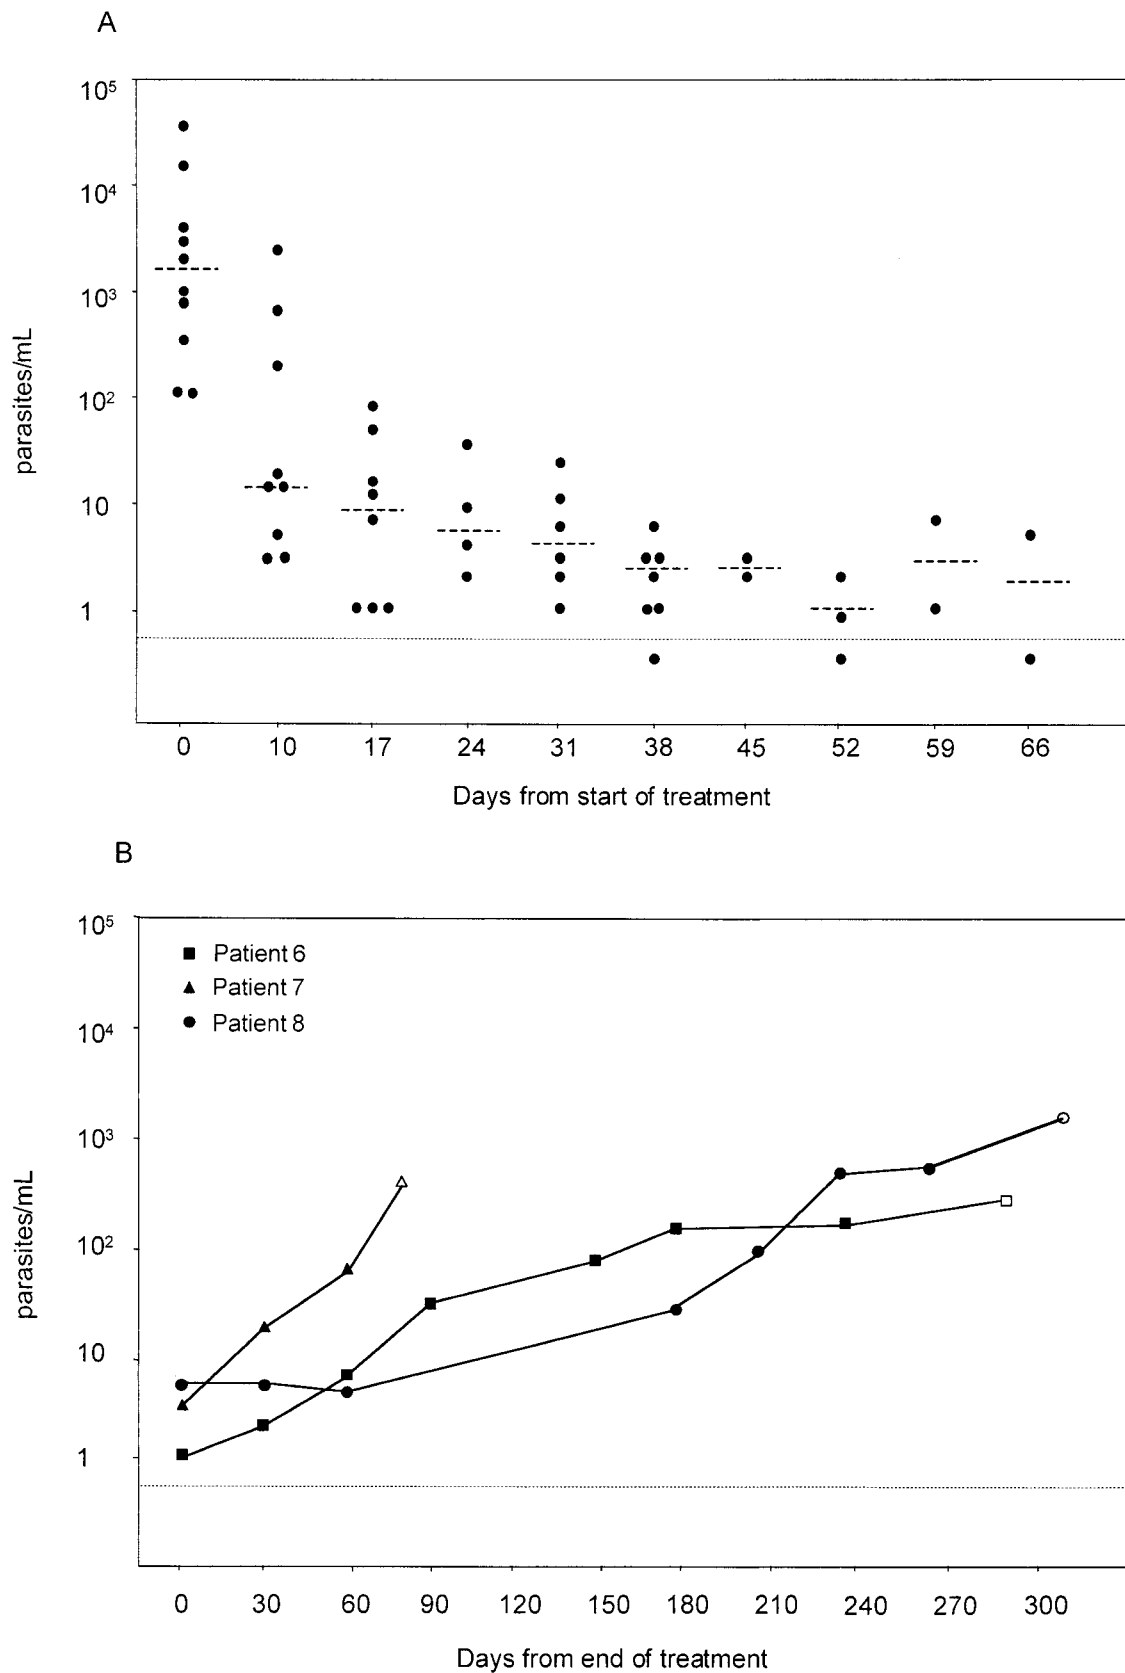 A
10⁵
10⁴
10³
10²
10
1
parasites/mL
0 10 17 24 31 38 45 52 59 66
Days from start of treatment
B
10⁵
10⁴
10³
10²
10
1
Patient 6
Patient 7
Patient 8
parasites/mL
0 30 60 90 120 150 180 210 240 270 300
Days from end of treatment